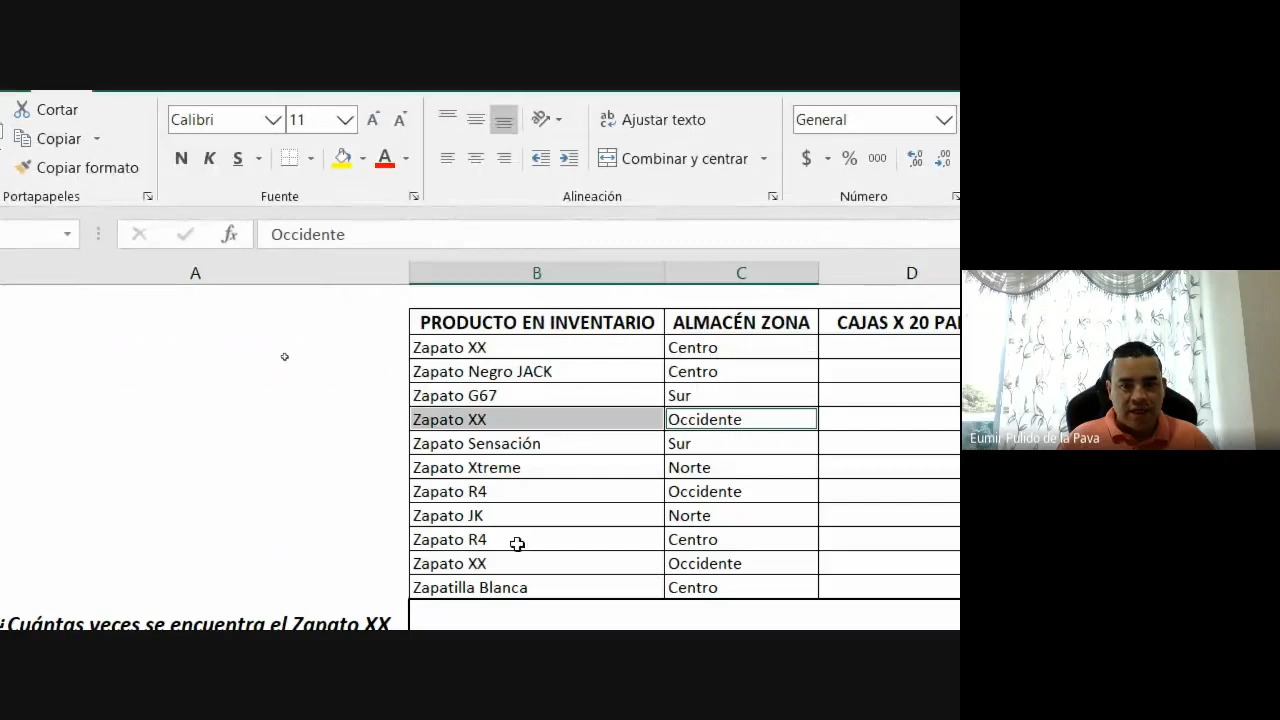 Cortar
Copiar
Copiar formato
Portapapeles
Calibri 11
N K S A
Fuente
Ajustar texto
Combinar y centrar
Alineación
General
$ % 000
Número
fx Occidente
A B C D
PRODUCTO EN INVENTARIO ALMACÉN ZONA CAJAS X 20
Zapato XX Centro
Zapato Negro JACK Centro
Zapato G67 Sur
Zapato XX Occidente
Zapato Sensación Sur
Zapato Xtreme Norte
Zapato R4 Occidente
Zapato JK Norte
Zapato R4 Centro
Zapato XX Occidente
Zapatilla Blanca Centro
¿Cuántas veces se encuentra el Zapato XX
Eumir Pulido de la Pava